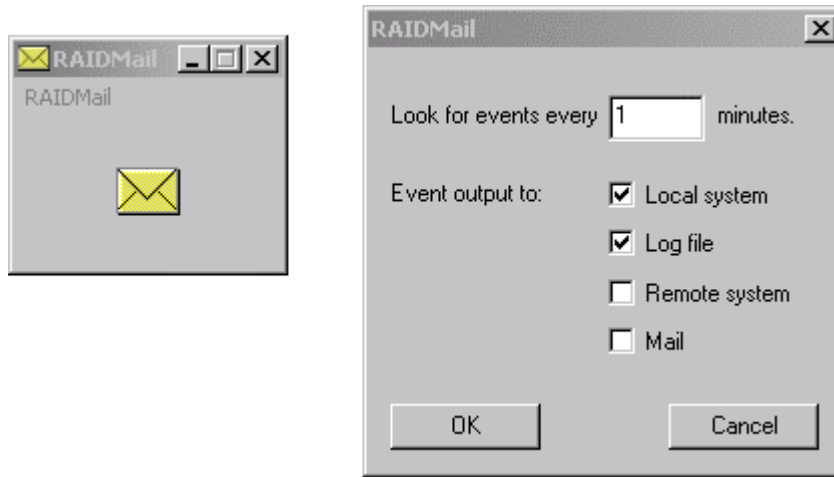 RAIDMail
RAIDMail
RAIDMail
Look for events every 1 minutes.
Event output to: Local system
Log file
Remote system
Mail
OK Cancel